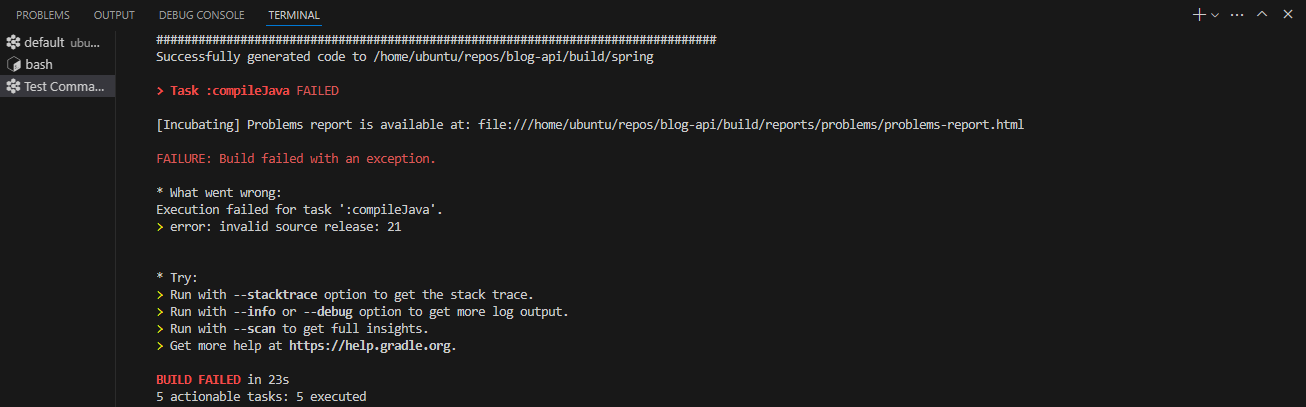 PROBLEMS OUTPUT DEBUG CONSOLE TERMINAL
default ubu...
bash
Test Comma...
################################################################################
Successfully generated code to /home/ubuntu/repos/blog-api/build/spring
> Task :compileJava FAILED
[Incubating] Problems report is available at: file:///home/ubuntu/repos/blog-api/build/reports/problems/problems-report.html
FAILURE: Build failed with an exception.
* What went wrong:
Execution failed for task ':compileJava'.
> error: invalid source release: 21
* Try:
> Run with --stacktrace option to get the stack trace.
> Run with --info or --debug option to get more log output.
> Run with --scan to get full insights.
> Get more help at https://help.gradle.org.
BUILD FAILED in 23s
5 actionable tasks: 5 executed